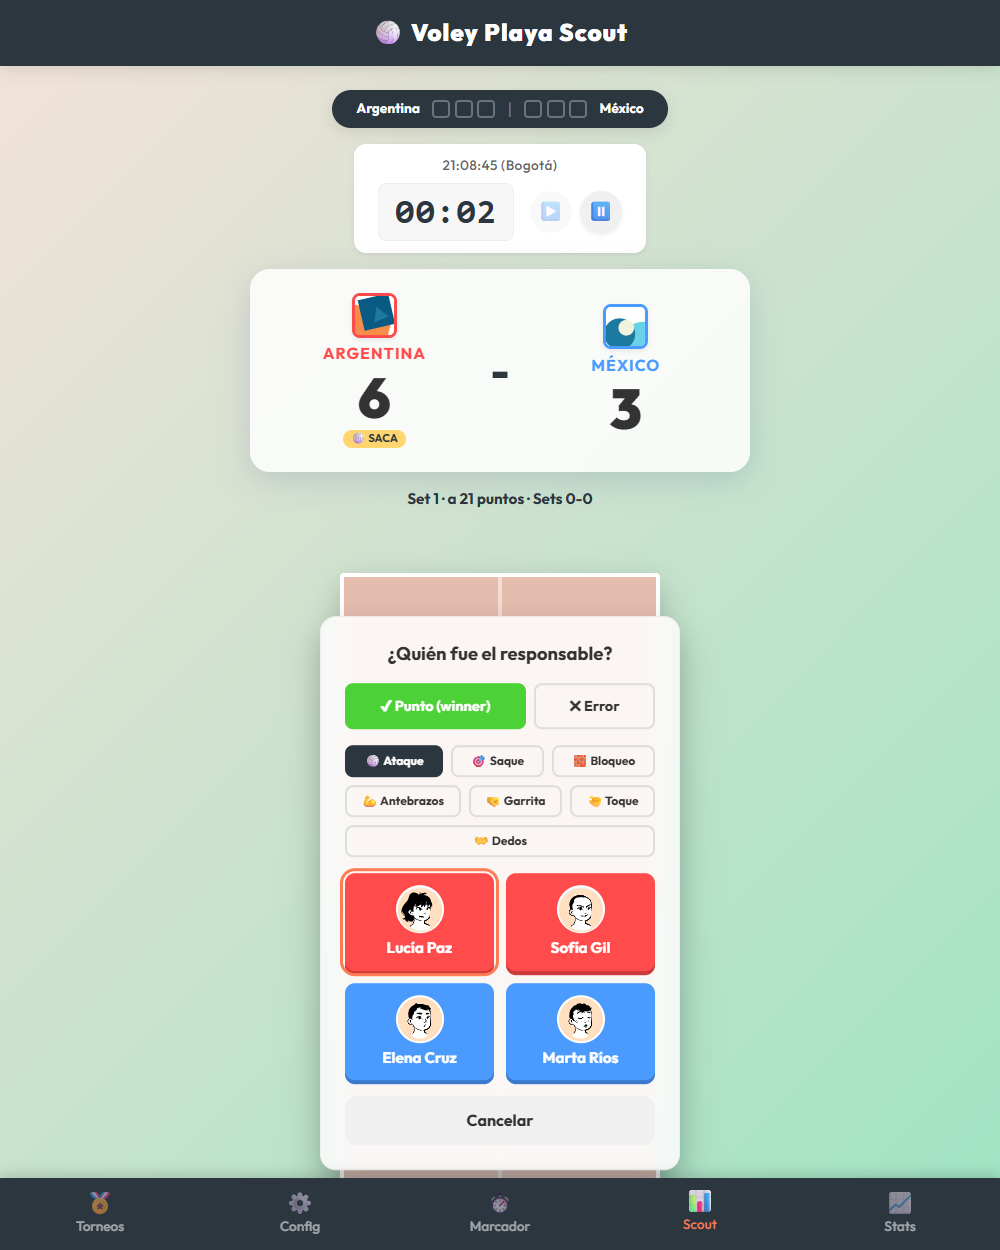 Voley Playa Scout
Argentina | México
21:08:45 (Bogotá)
00:02
ARGENTINA
6
SACA
-
MÉXICO
3
Set 1 · a 21 puntos · Sets 0-0
¿Quién fue el responsable?
✓ Punto (winner)
✕ Error
Ataque
Saque
Bloqueo
Antebrazos
Garrita
Toque
Dedos
Lucía Paz
Sofía Gil
Elena Cruz
Marta Ríos
Cancelar
Torneos
Config
Marcador
Scout
Stats